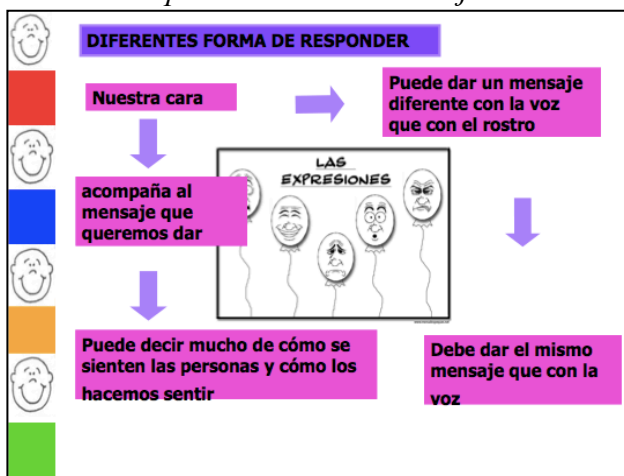 DIFERENTES FORMA DE RESPONDER
Nuestra cara
Puede dar un mensaje
diferente con la voz
que con el rostro
LAS
EXPRESIONES
acompaña al
mensaje que
queremos dar
Puede decir mucho de cómo se
sienten las personas y cómo los
hacemos sentir
Debe dar el mismo
mensaje que con la
voz